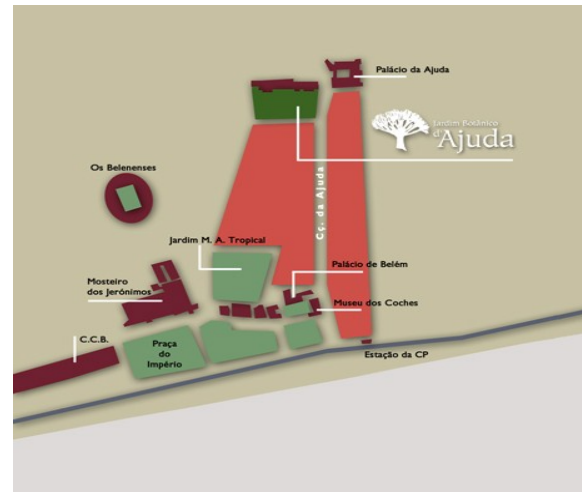 Palácio da Ajuda
Jardim Botânico
d'Ajuda
Os Belenenses
Cç. da Ajuda
Jardim M. A. Tropical
Palácio de Belém
Mosteiro
dos Jerónimos
Museu dos Coches
C.C.B.
Praça
do
Império
Estação da CP